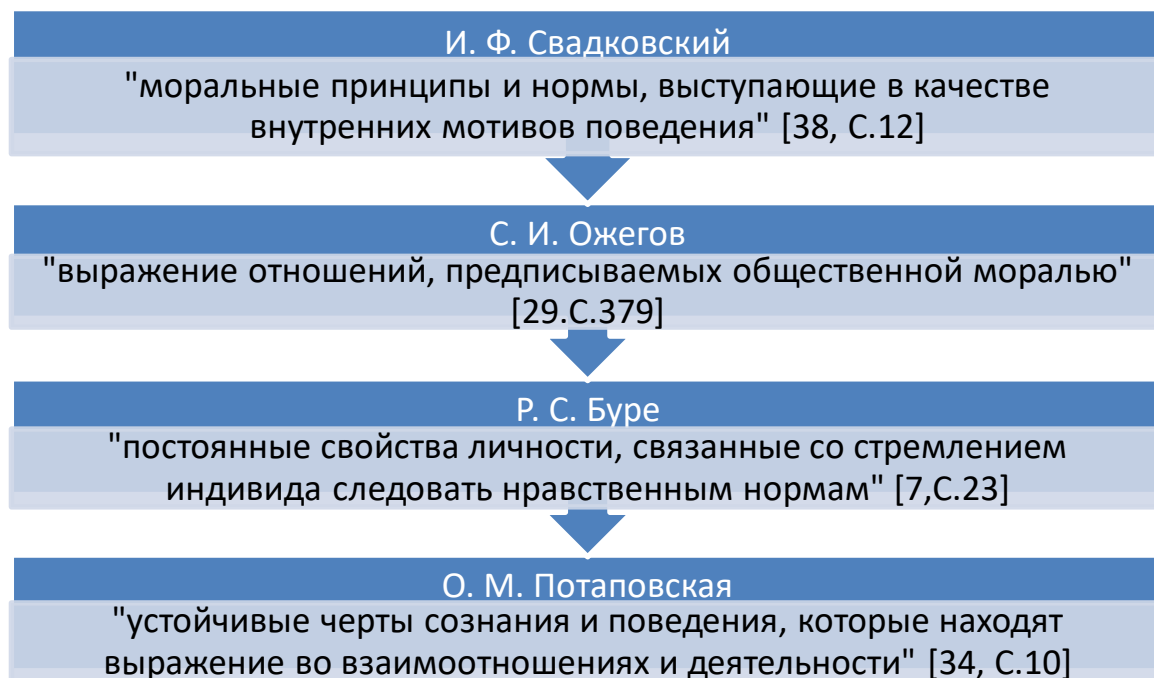 И. Ф. Свадковский
"моральные принципы и нормы, выступающие в качестве
внутренних мотивов поведения" [38, С.12]
С. И. Ожегов
"выражение отношений, предписываемых общественной моралью"
[29.С.379]
Р. С. Буре
"постоянные свойства личности, связанные со стремлением
индивида следовать нравственным нормам" [7,С.23]
О. М. Потаповская
"устойчивые черты сознания и поведения, которые находят
выражение во взаимоотношениях и деятельности" [34, С.10]